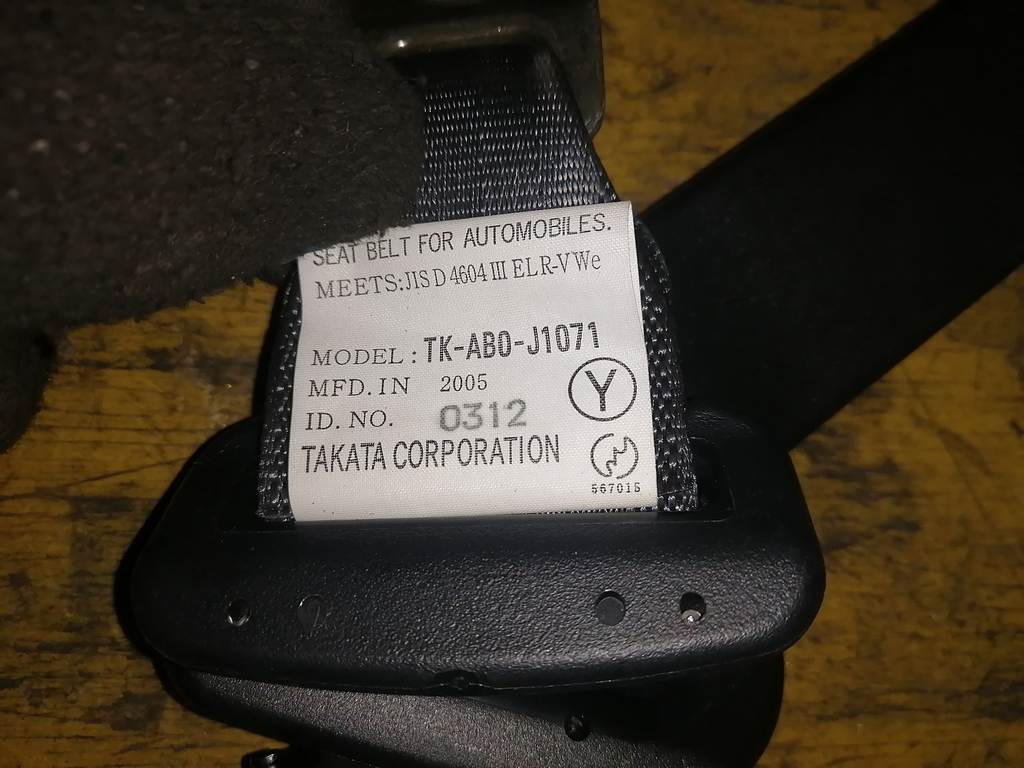 SEAT BELT FOR AUTOMOBILES.
MEETS:JIS D 4604 III ELR-VWe
MODEL : TK-AB0-J1071
MFD. IN 2005
ID. NO. 0312
Y
TAKATA CORPORATION
567015